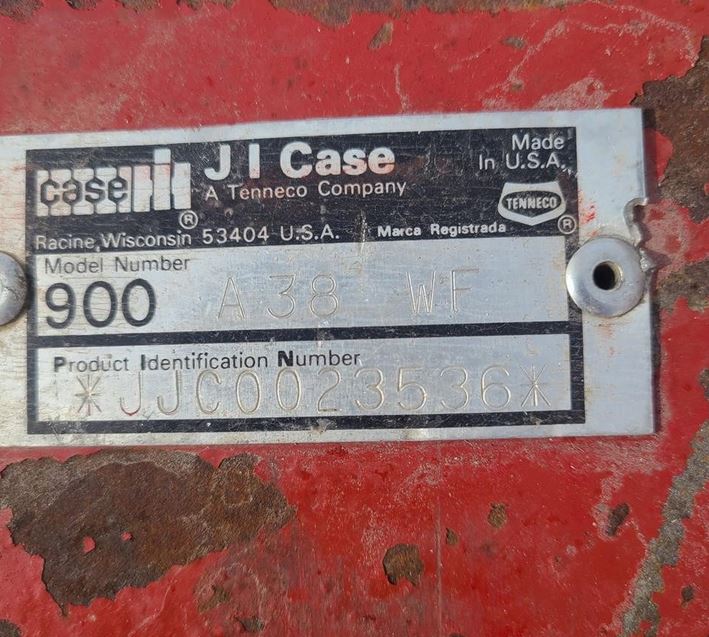 case IH ® J I Case Made In U.S.A.
A Tenneco Company TENNECO ®
Racine, Wisconsin 53404 U.S.A. Marca Registrada
Model Number
900 A38 WF
Product Identification Number
*JJC0023536*